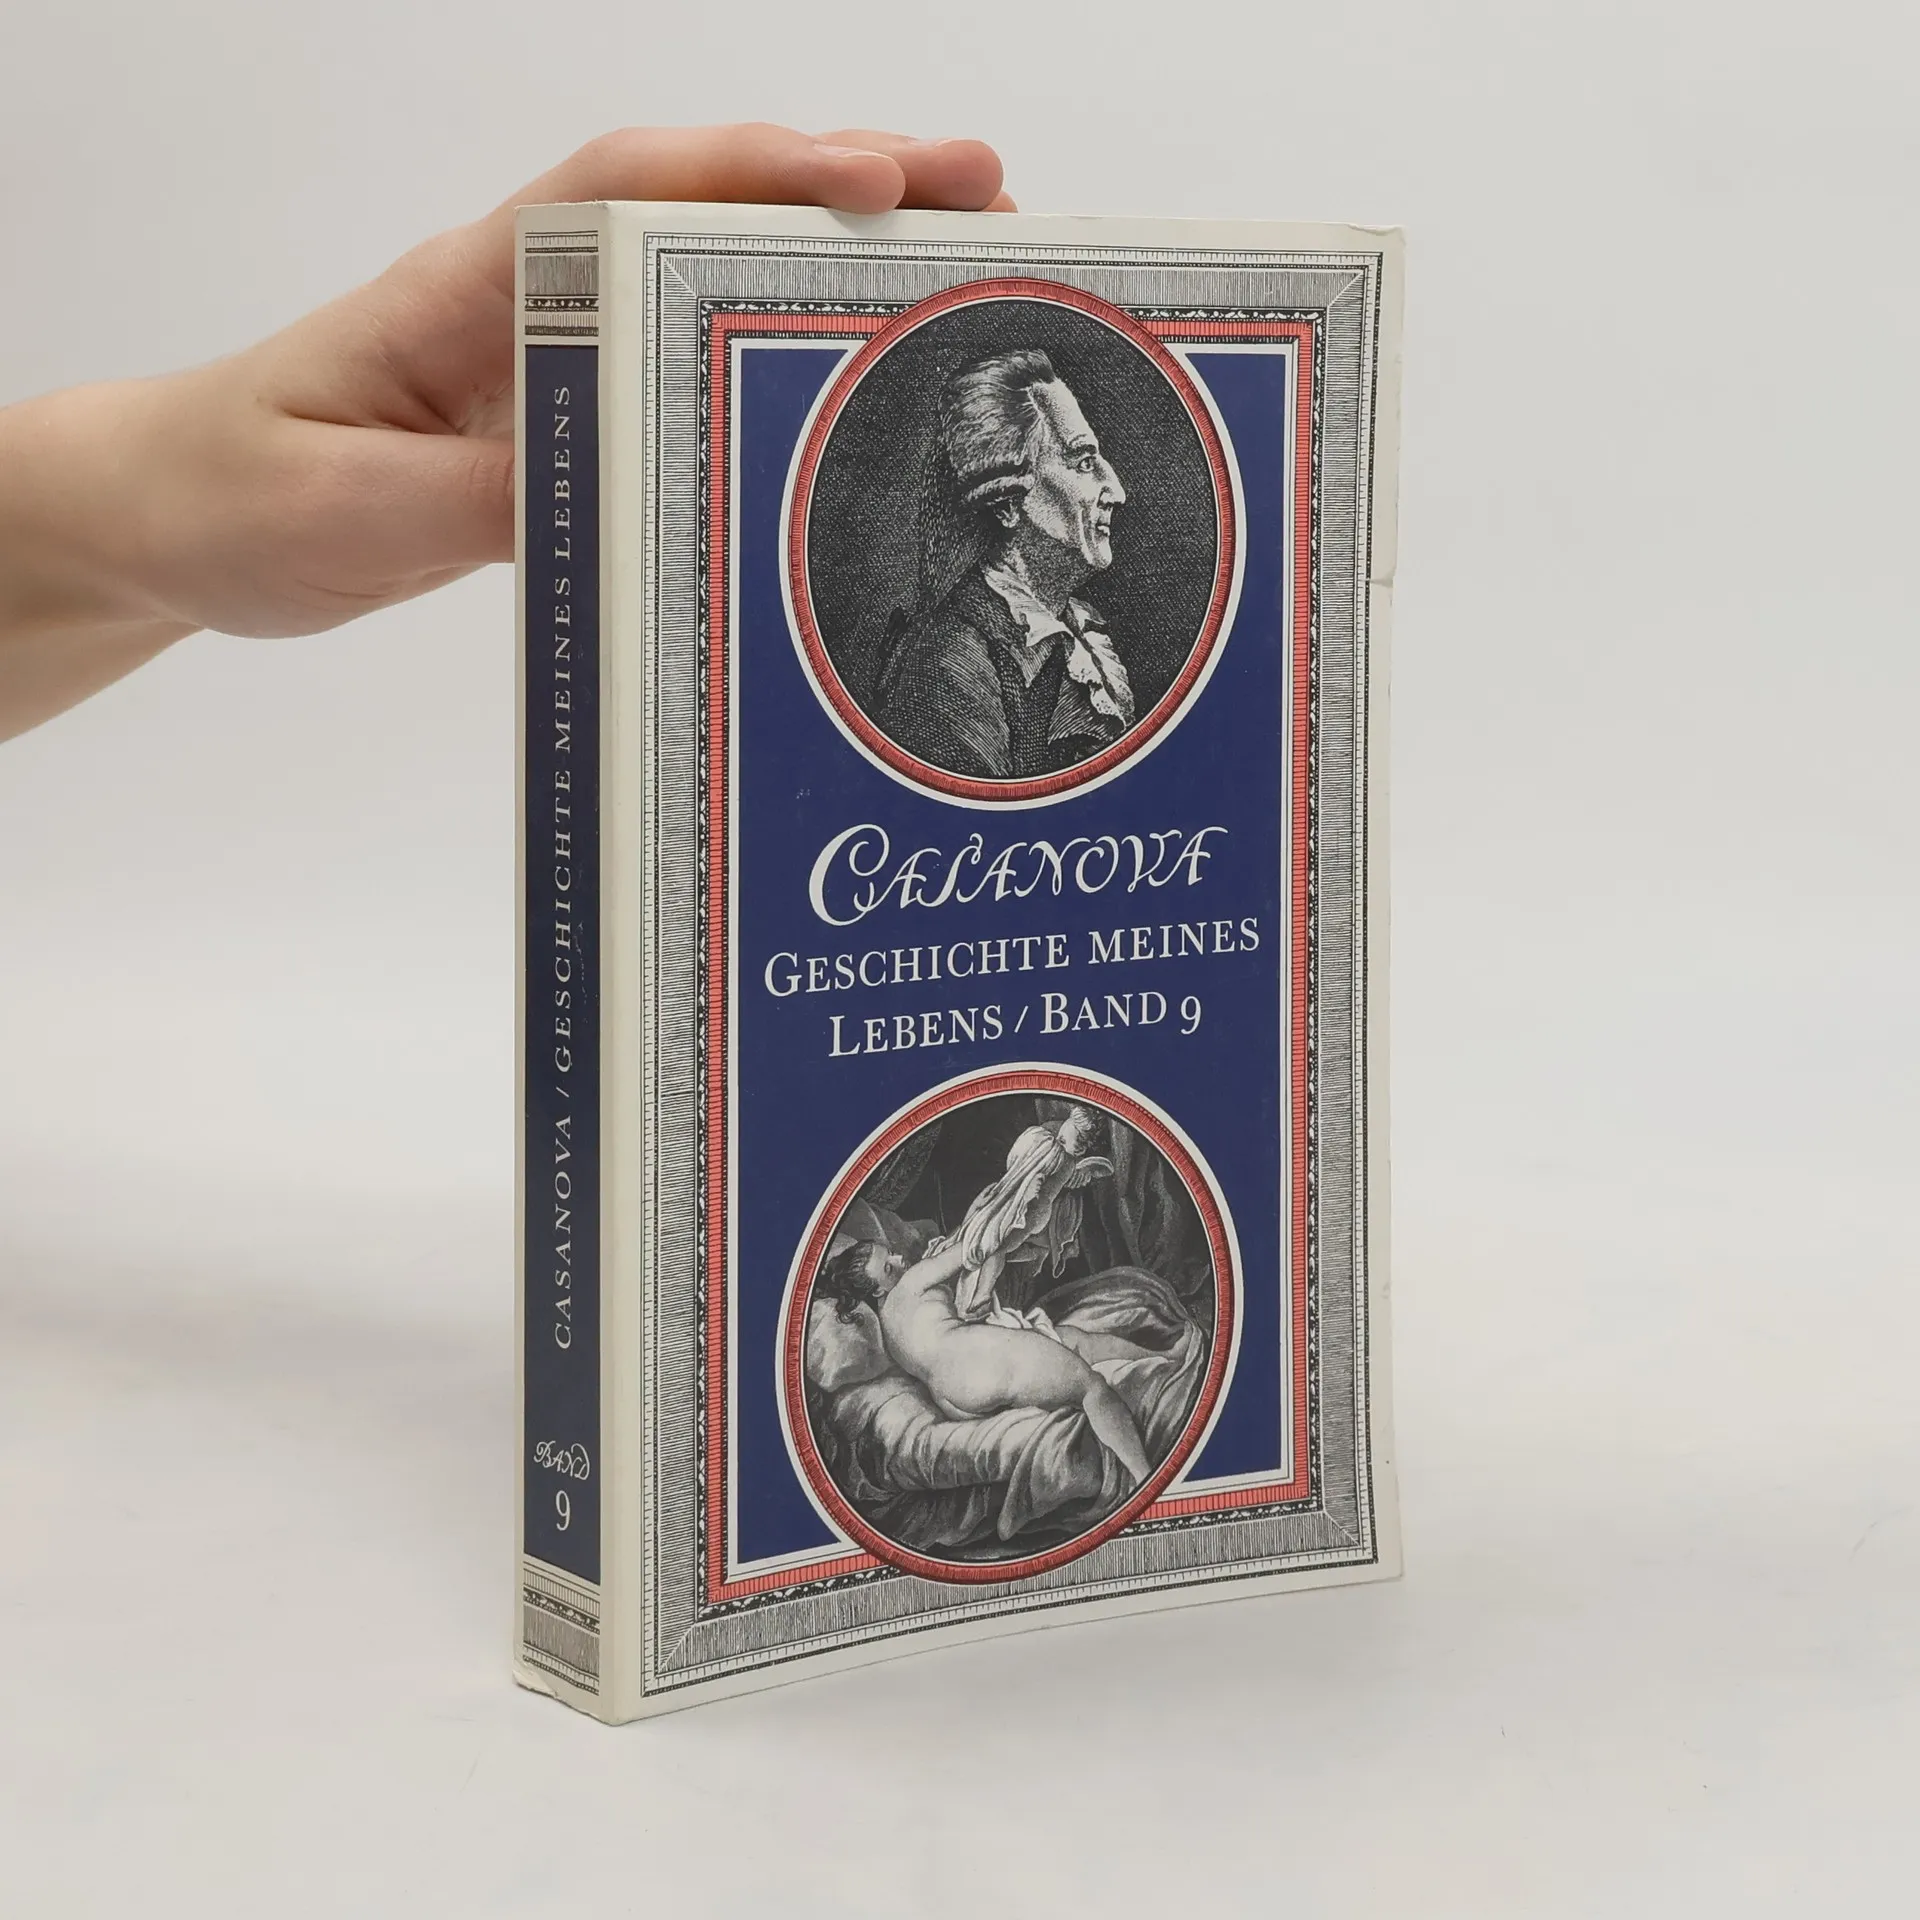 CASANOVA
GESCHICHTE MEINES
LEBENS / BAND 9
CASANOVA / GESCHICHTE MEINES LEBENS
BAND
9